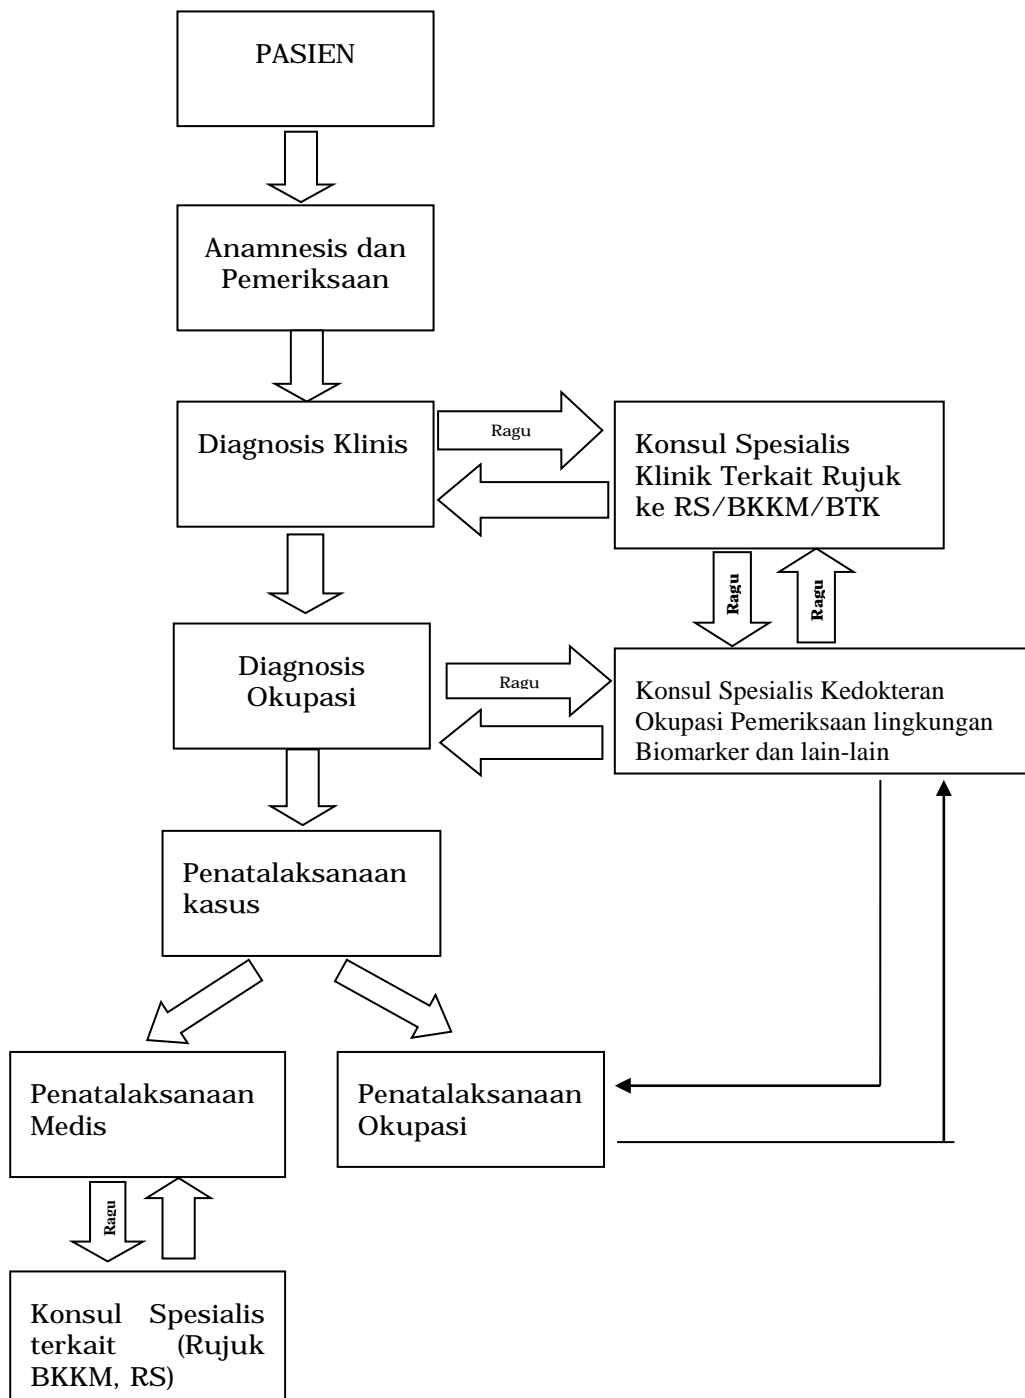 PASIEN
Anamnesis dan
Pemeriksaan
Diagnosis Klinis
Ragu
Konsul Spesialis
Klinik Terkait Rujuk
ke RS/BKKM/BTK
Ragu
Ragu
Diagnosis
Okupasi
Ragu
Konsul Spesialis Kedokteran
Okupasi Pemeriksaan lingkungan
Biomarker dan lain-lain
Penatalaksanaan
kasus
Penatalaksanaan
Medis
Penatalaksanaan
Okupasi
Ragu
Konsul Spesialis
terkait (Rujuk
BKKM, RS)